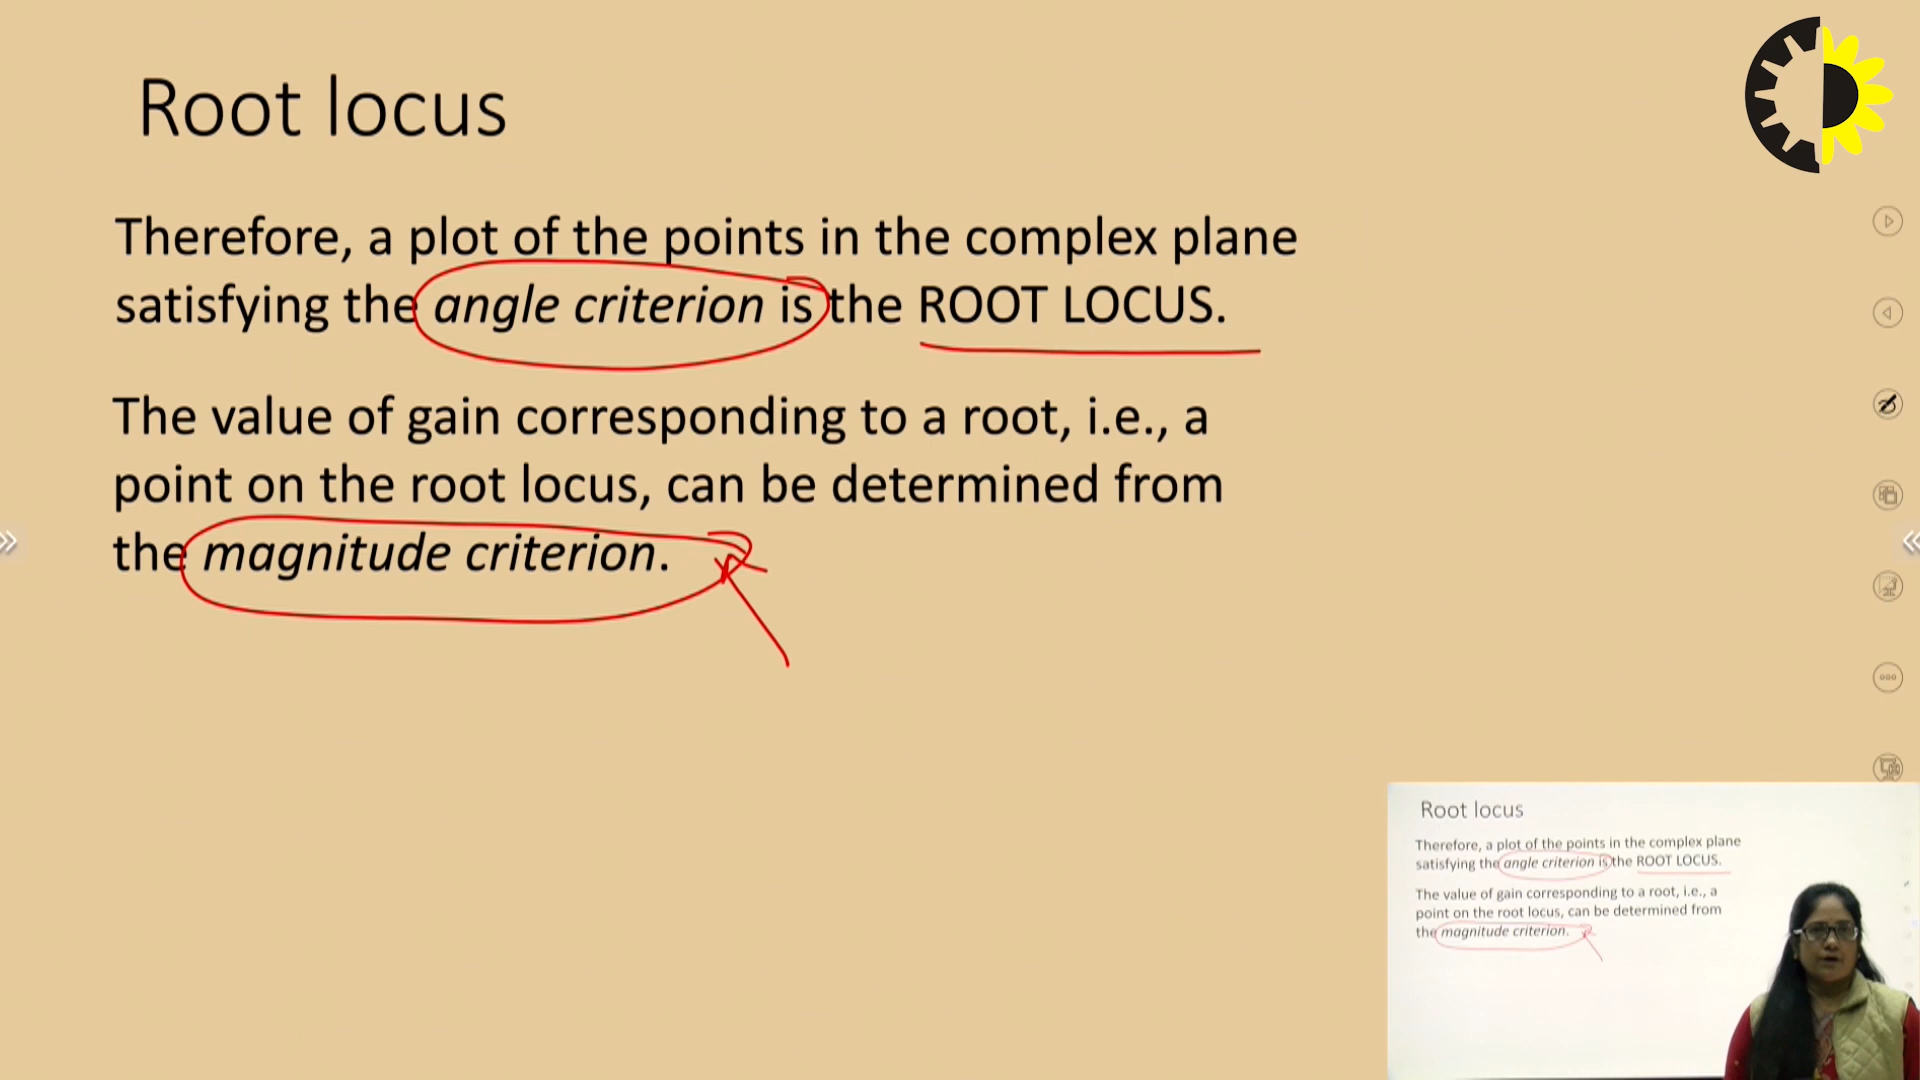 Root locus
Therefore, a plot of the points in the complex plane
satisfying the angle criterion is the ROOT LOCUS.
The value of gain corresponding to a root, i.e., a
point on the root locus, can be determined from
the magnitude criterion.
Root locus
Therefore, a plot of the points in the complex plane
satisfying the angle criterion is the ROOT LOCUS.
The value of gain corresponding to a root, i.e., a
point on the root locus, can be determined from
the magnitude criterion.